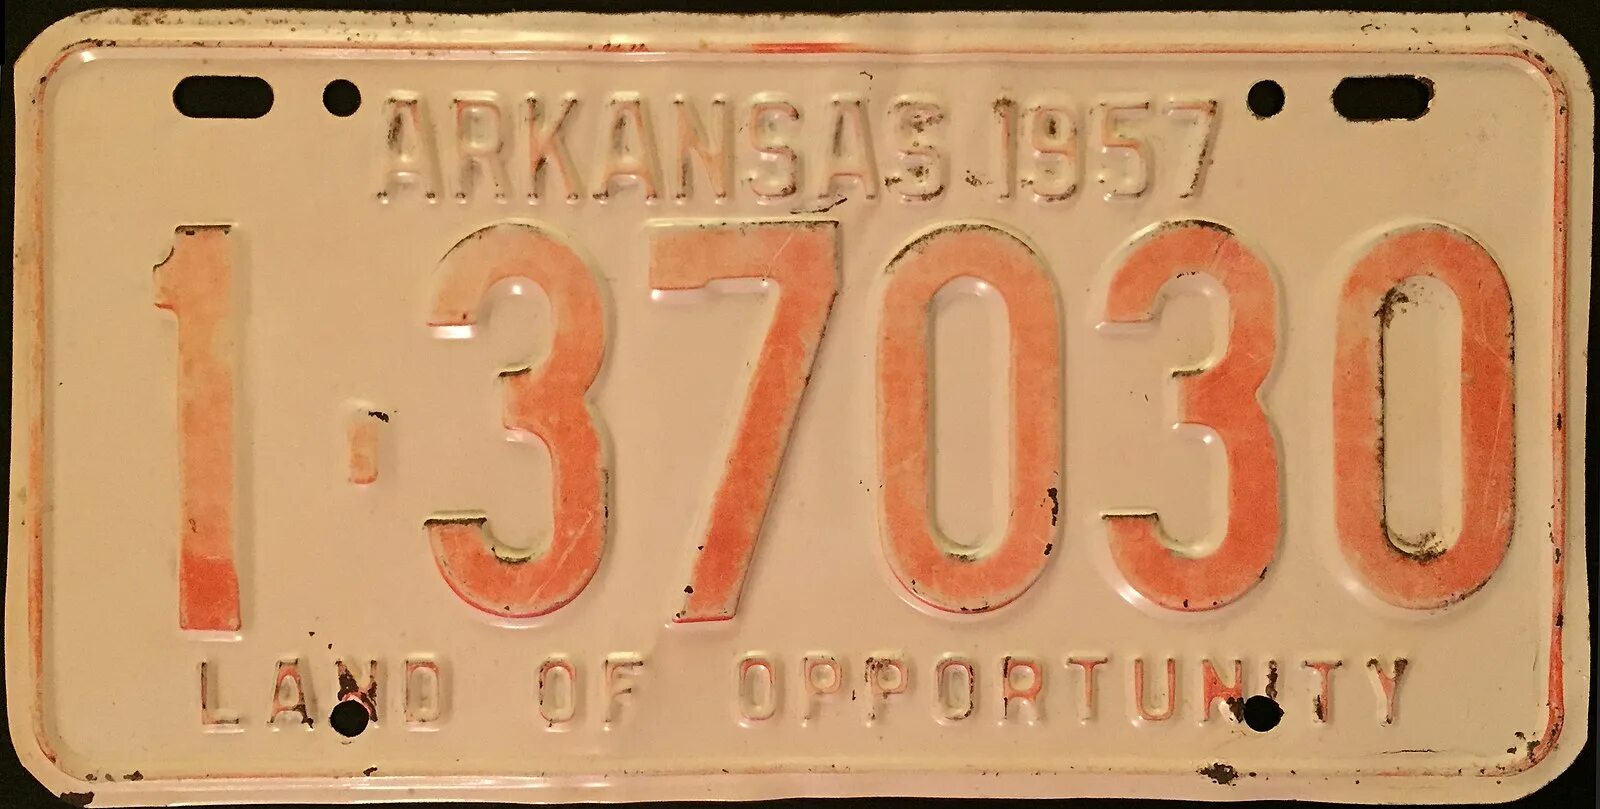 ARKANSAS 1957
1-37030
LAND OF OPPORTUNITY